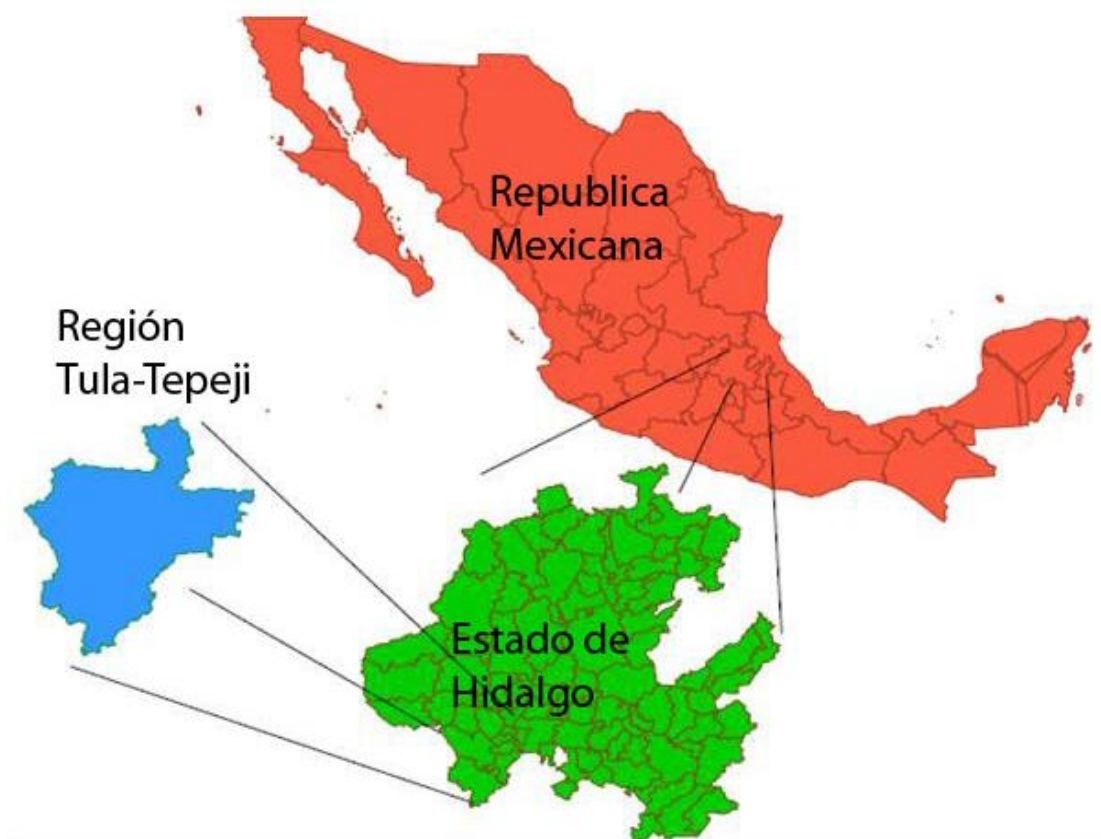 Republica
Mexicana
Región
Tula-Tepeji
Estado de
Hidalgo